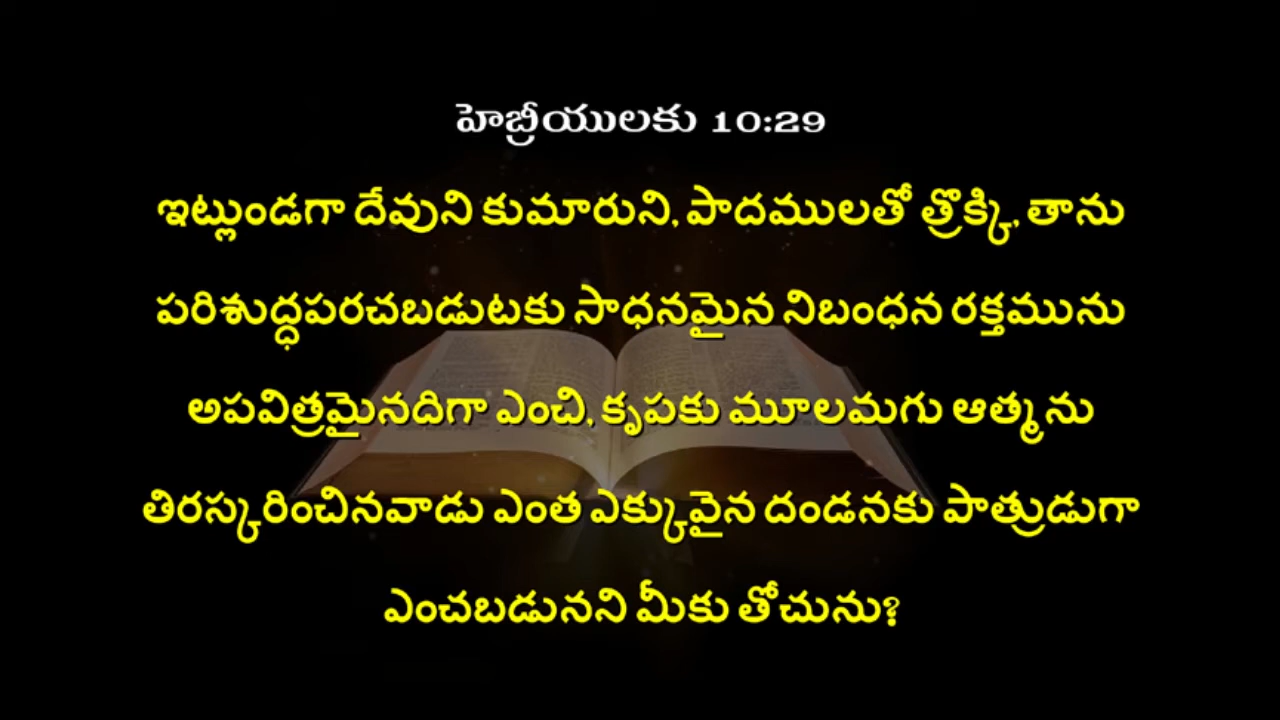 హెబ్రీయులకు 10:29
ఇట్లుండగా దేవుని కుమారుని, పాదములతో త్రొక్కి, తాను
పరిశుద్ధపరచబడుటకు సాధనమైన నిబంధన రక్తమును
అపవిత్రమైనదిగా ఎంచి, కృపకు మూలమగు ఆత్మను
తిరస్కరించినవాడు ఎంత ఎక్కువైన దండనకు పాత్రుడుగా
ఎంచబడునని మీకు తోచును?